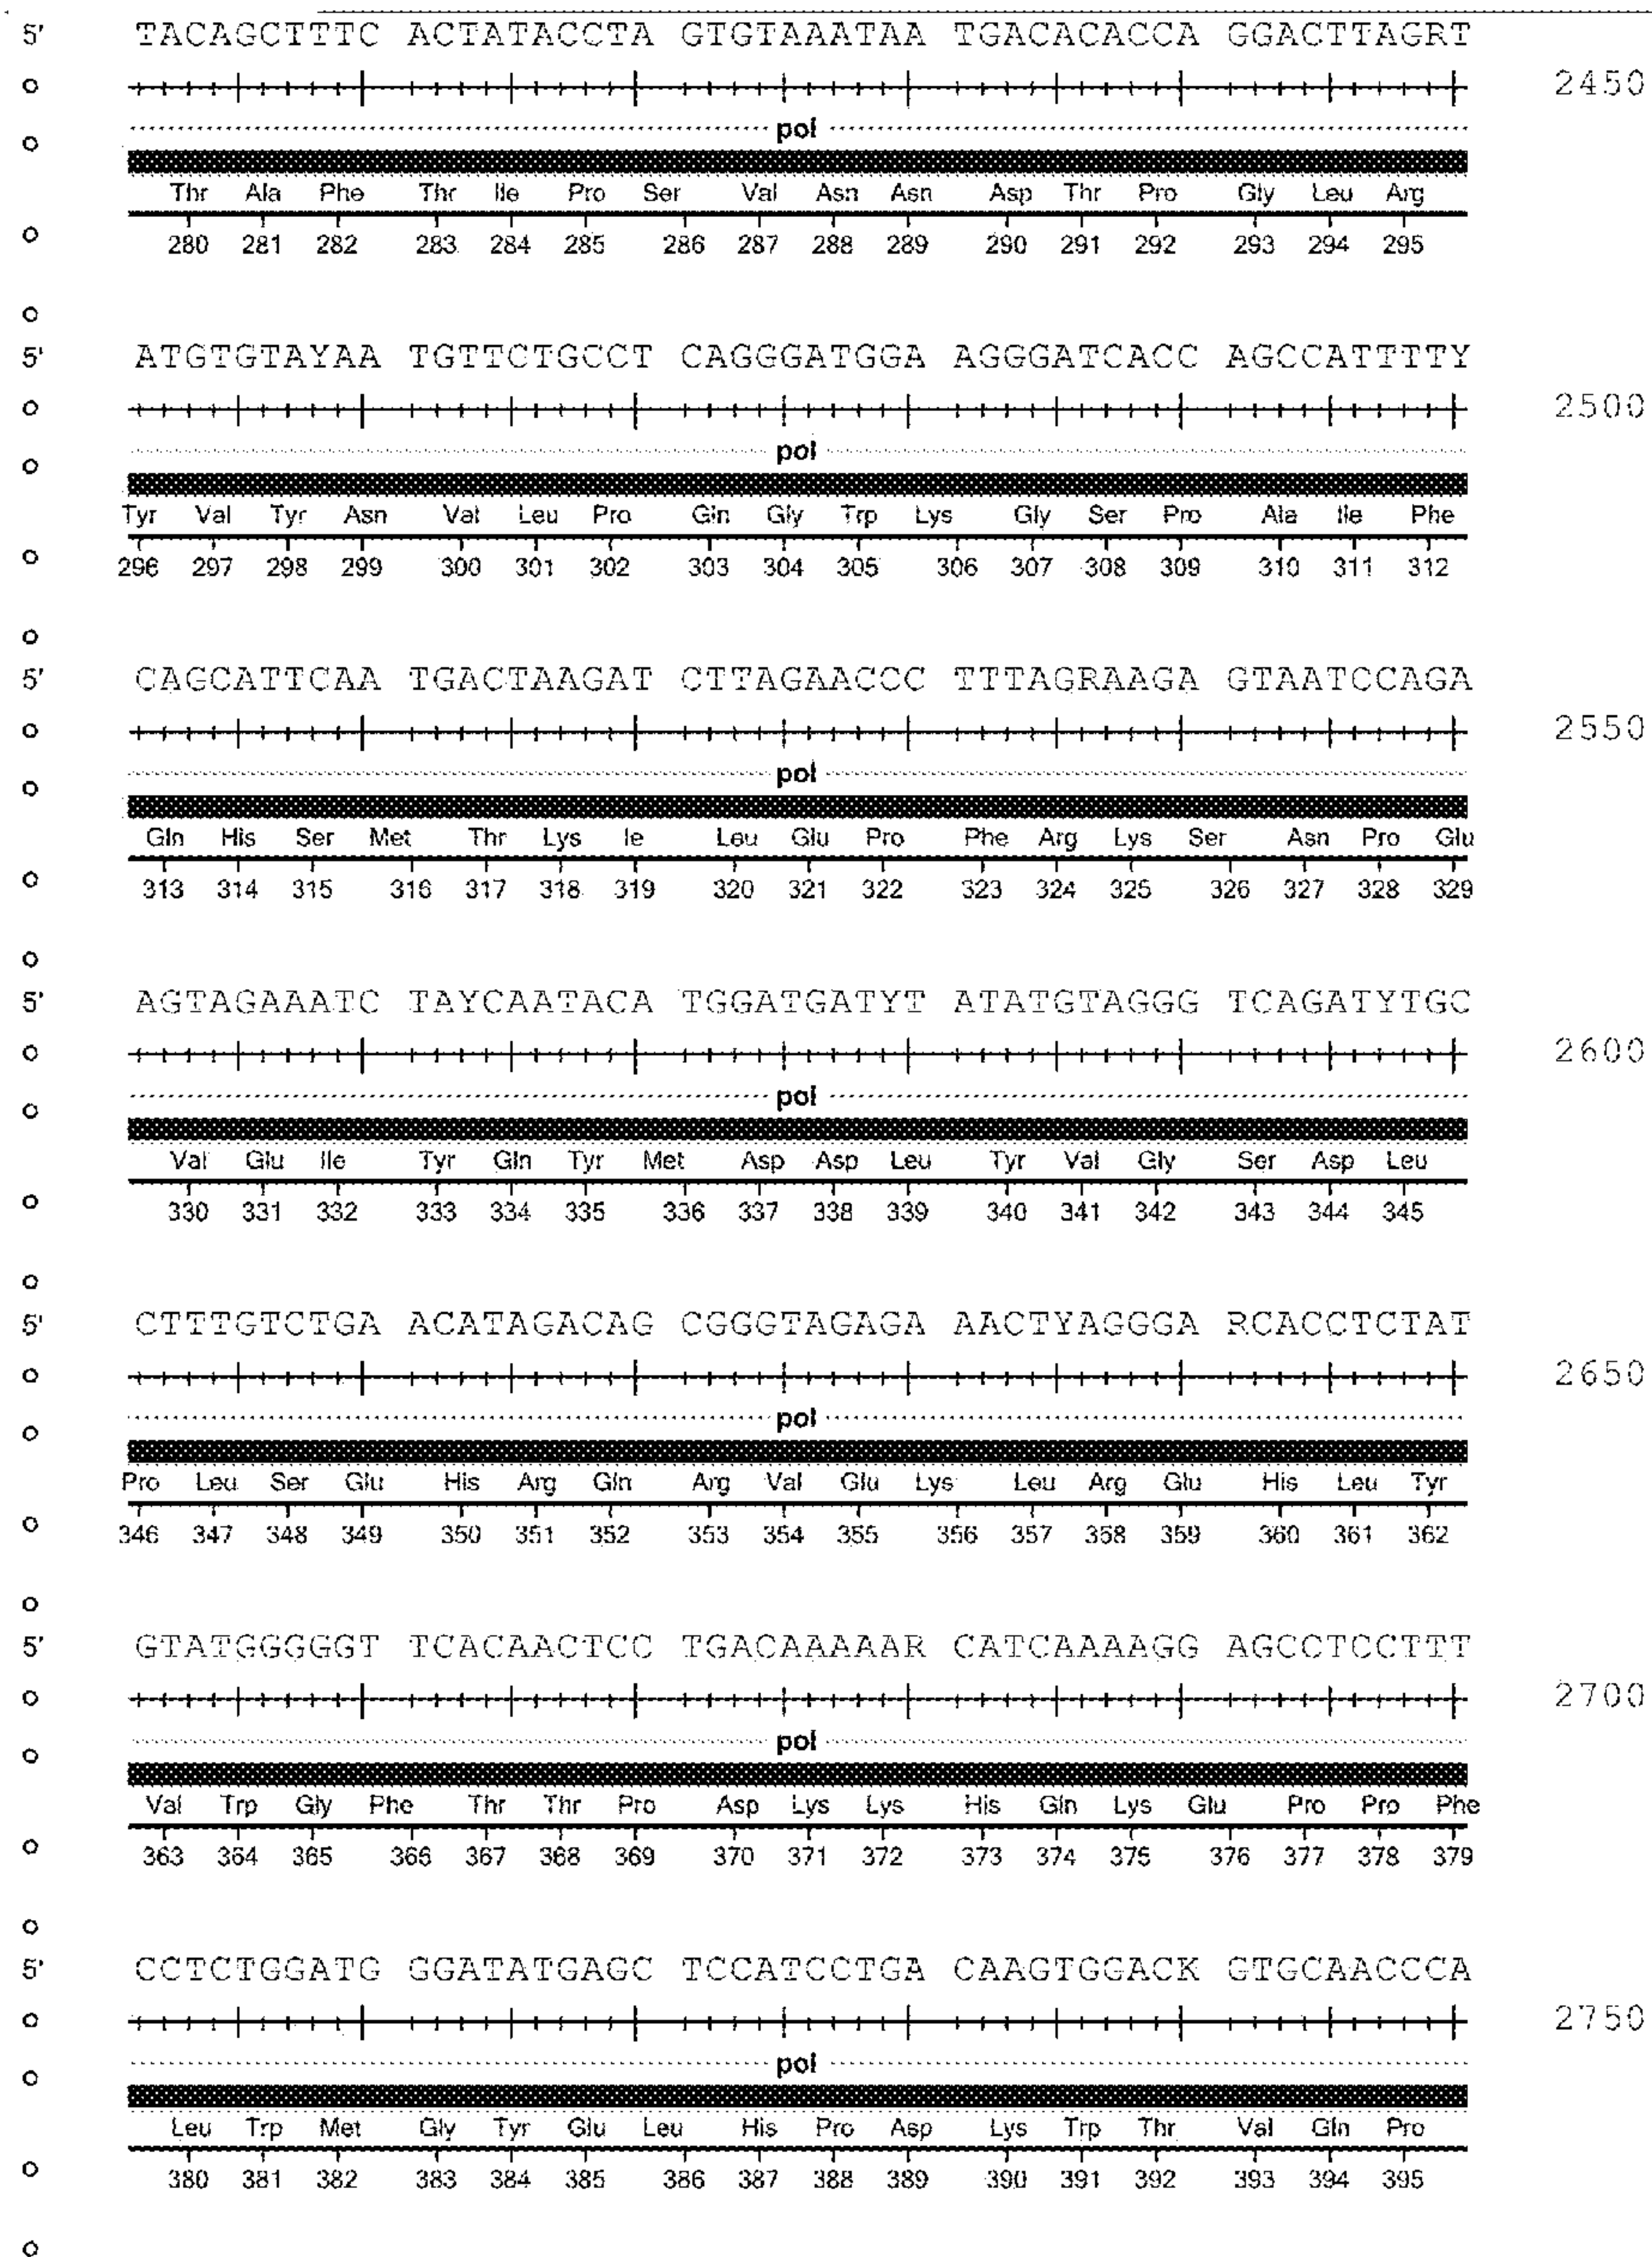 5' TACAGCTTTC ACTATACCTA GTGTAAATAA TGACACACCA GGACTTAGRT
2450
pol
Thr Ala Phe Thr Ile Pro Ser Val Asn Asn Asp Thr Pro Gly Leu Arg
280 281 282 283 284 285 286 287 288 289 290 291 292 293 294 295
5' ATGTGTAYAA TGTTCTGCCT CAGGGATGGA AGGGATCACC AGCCATTTTY
2500
pol
Tyr Val Tyr Asn Val Leu Pro Gln Gly Trp Lys Gly Ser Pro Ala Ile Phe
296 297 298 299 300 301 302 303 304 305 306 307 308 309 310 311 312
5' CAGCATTCAA TGACTAAGAT CTTAGAACCC TTTAGRAAGA GTAATCCAGA
2550
pol
Gln His Ser Met Thr Lys Ie Leu Glu Pro Phe Arg Lys Ser Asn Pro Glu
313 314 315 316 317 318 319 320 321 322 323 324 325 326 327 328 329
5' AGTAGAAATC TAYCAATACA TGGATGATYT ATATGTAGGG TCAGATYTGC
2600
pol
Val Glu Ile Tyr Gln Tyr Met Asp Asp Leu Tyr Val Gly Ser Asp Leu
330 331 332 333 334 335 336 337 338 339 340 341 342 343 344 345
5' CTTTGTCTGA ACATAGACAG CGGGTAGAGA AACTYAGGGA RCACCTCTAT
2650
pol
Pro Leu Ser Glu His Arg Gln Arg Val Glu Lys Leu Arg Glu His Leu Tyr
346 347 348 349 350 351 352 353 354 355 356 357 358 359 360 361 362
5' GTATGGGGGT TCACAACTCC TGACAAAAAR CATCAAAAGG AGCCTCCTTT
2700
pol
Val Trp Gly Phe Thr Thr Pro Asp Lys Lys His Gln Lys Glu Pro Pro Phe
363 364 365 366 367 368 369 370 371 372 373 374 375 376 377 378 379
5' CCTCTGGATG GGATATGAGC TCCATCCTGA CAAGTGGACK GTGCAACCCA
2750
pol
Leu Trp Met Gly Tyr Glu Leu His Pro Asp Lys Trp Thr Val Gln Pro
380 381 382 383 384 385 386 387 388 389 390 391 392 393 394 395